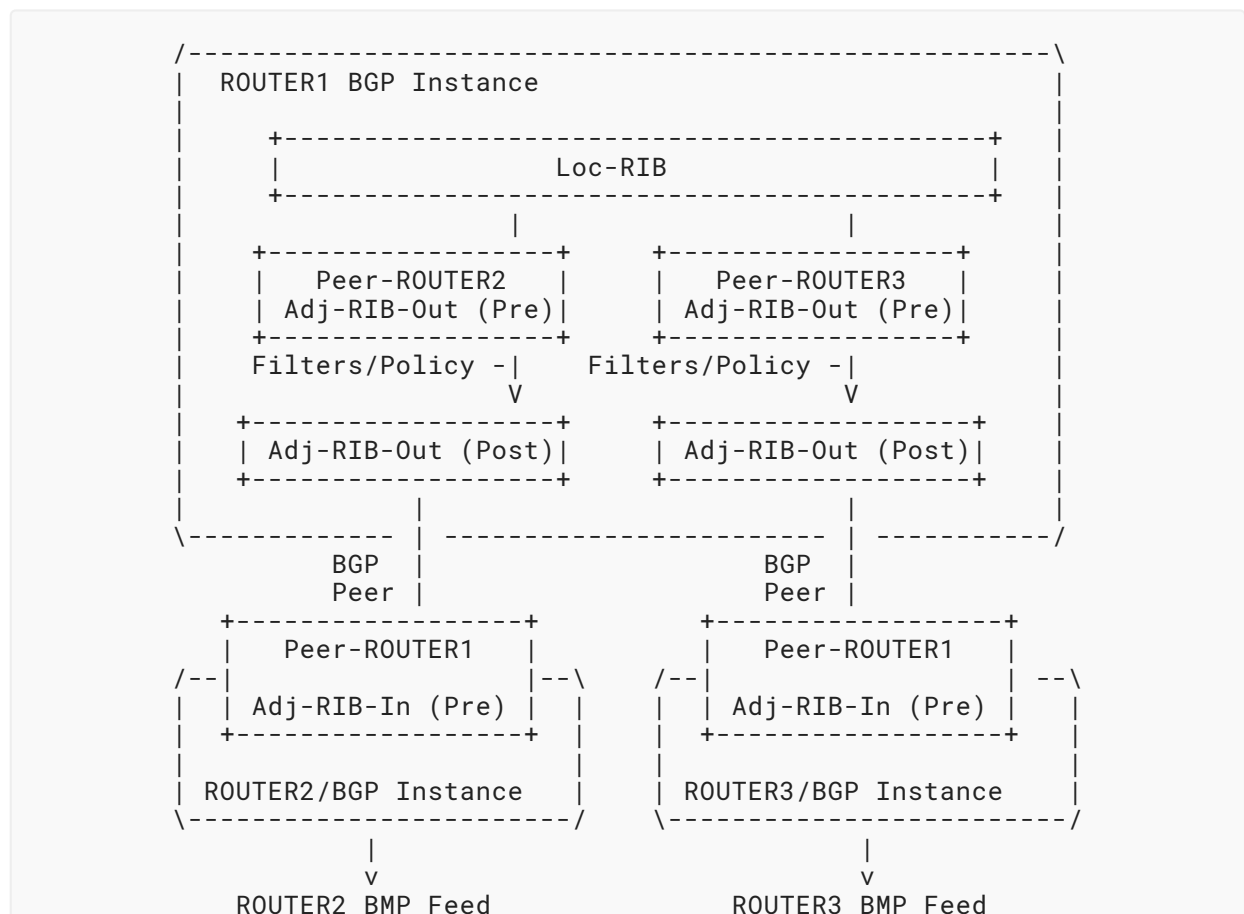 /------------------------------------------------------\
|  ROUTER1 BGP Instance                                |
|                                                      |
|     +--------------------------------------------+   |
|     |                 Loc-RIB                    |   |
|     +--------------------------------------------+   |
|                    |                    |            |
|    +------------------+     +------------------+     |
|    |   Peer-ROUTER2   |     |   Peer-ROUTER3   |     |
|    | Adj-RIB-Out (Pre)|     | Adj-RIB-Out (Pre)|     |
|    +------------------+     +------------------+     |
|    Filters/Policy -|    Filters/Policy -|            |
|                    V                    V            |
|   +-------------------+     +-------------------+    |
|   | Adj-RIB-Out (Post)|     | Adj-RIB-Out (Post)|    |
|   +-------------------+     +-------------------+    |
|              |                          |            |
\------------- | ------------------------ | -----------/
          BGP  |                     BGP  |
          Peer |                     Peer |
   +------------------+          +------------------+
   |   Peer-ROUTER1   |          |   Peer-ROUTER1   |
/--|                  |--\    /--|                  | --\
|  | Adj-RIB-In (Pre) |  |    |  | Adj-RIB-In (Pre) |   |
|  +------------------+  |    |  +------------------+   |
|                        |    |                         |
| ROUTER2/BGP Instance   |    | ROUTER3/BGP Instance    |
\------------------------/    \-------------------------/
            |                              |
            v                              v
    ROUTER2 BMP Feed               ROUTER3 BMP Feed